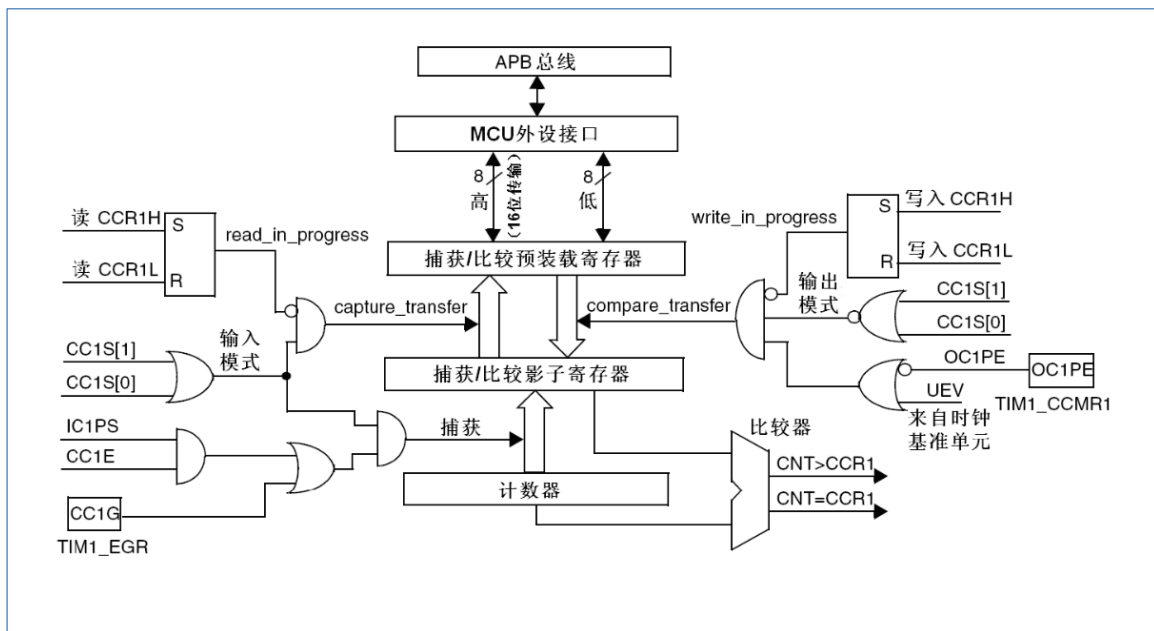 APB 总线
MCU外设接口
8
高
（16位传输）
8
低
读 CCR1H
S
read_in_progress
读 CCR1L
R
write_in_progress
S
写入 CCR1H
R
写入 CCR1L
捕获/比较预装载寄存器
capture_transfer
compare_transfer
输出
模式
CC1S[1]
CC1S[0]
CC1S[1]
输入
模式
CC1S[0]
捕获/比较影子寄存器
OC1PE
OC1PE
UEV
TIM1_CCMR1
来自时钟
基准单元
IC1PS
CC1E
捕获
比较器
CNT>CCR1
CNT=CCR1
计数器
CC1G
TIM1_EGR